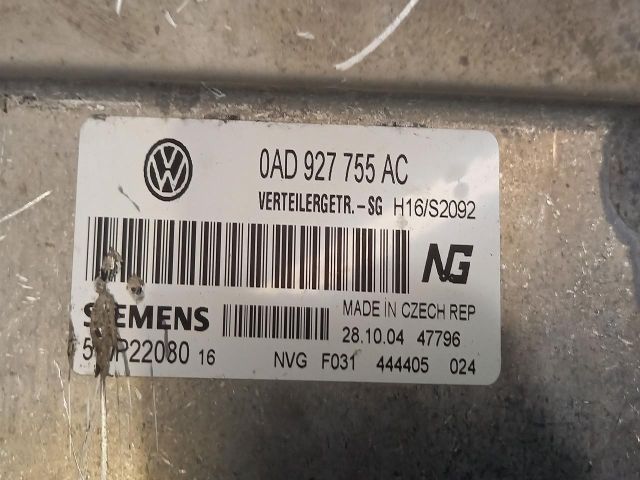 0AD 927 755 AC
VERTEILERGETR.-SG H16/S2092
NG
SIEMENS
MADE IN CZECH REP
28.10.04 47796
16
NVG F031 444405 024